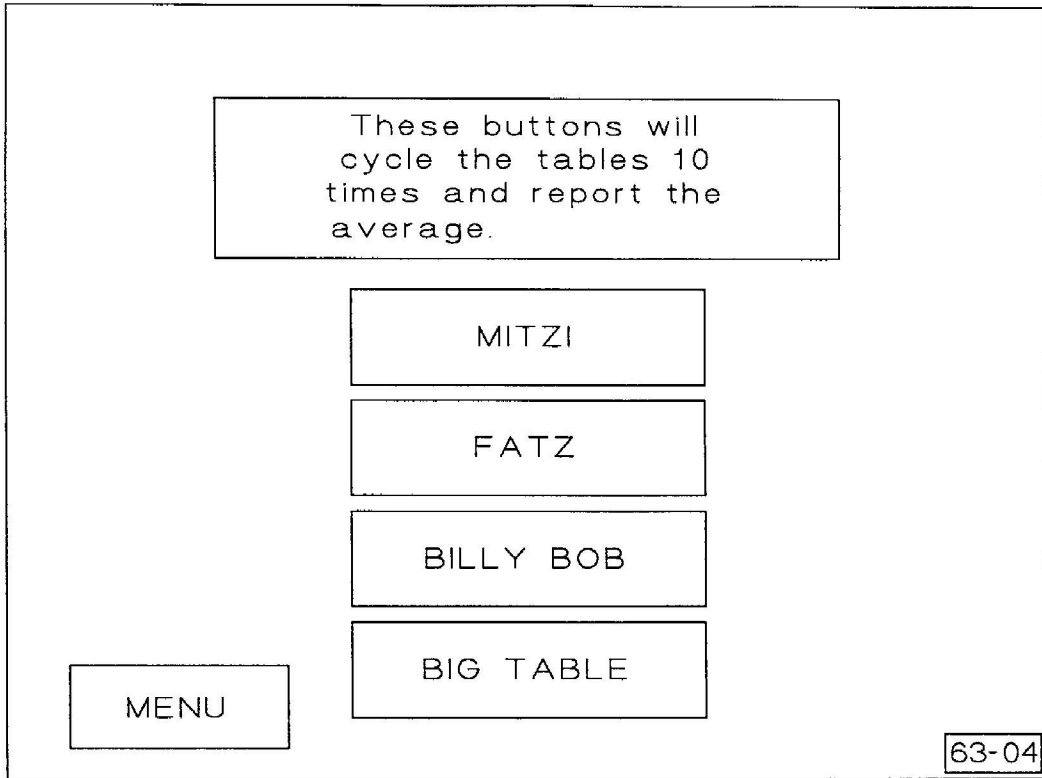 These buttons will
cycle the tables 10
times and report the
average.
MITZI
FATZ
BILLY BOB
BIG TABLE
MENU
63-04